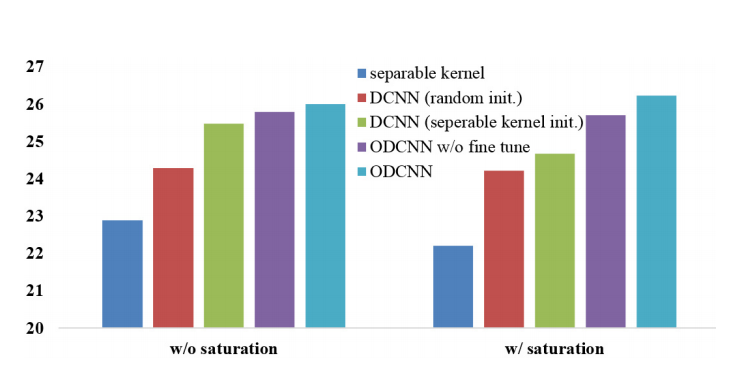 27
26
25
24
23
22
21
20
separable kernel
DCNN (random init.)
DCNN (seperable kernel init.)
ODCNN w/o fine tune
ODCNN
w/o saturation
w/ saturation